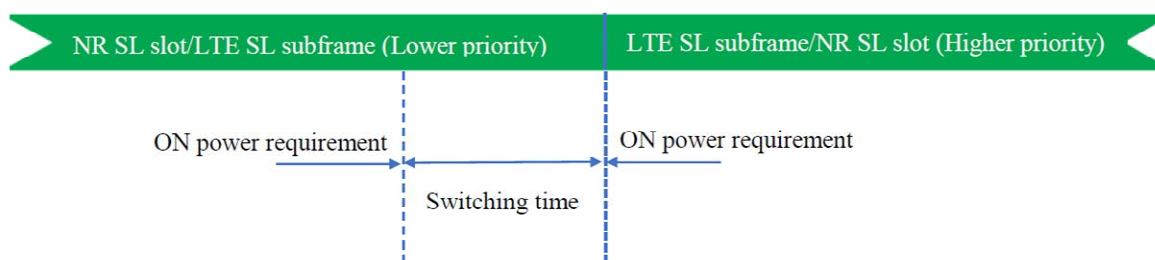 NR SL slot/LTE SL subframe (Lower priority)
LTE SL subframe/NR SL slot (Higher priority)
ON power requirement
ON power requirement
Switching time